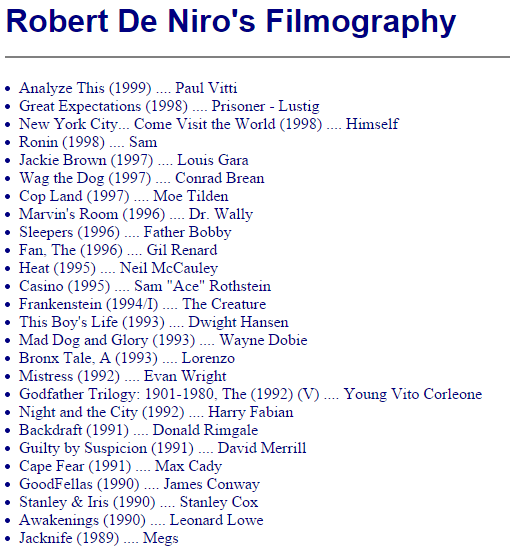 Robert De Niro's Filmography
• Analyze This (1999) .... Paul Vitti
• Great Expectations (1998) .... Prisoner - Lustig
• New York City... Come Visit the World (1998) .... Himself
• Ronin (1998) .... Sam
• Jackie Brown (1997) .... Louis Gara
• Wag the Dog (1997) .... Conrad Brean
• Cop Land (1997) .... Moe Tilden
• Marvin's Room (1996) .... Dr. Wally
• Sleepers (1996) .... Father Bobby
• Fan, The (1996) .... Gil Renard
• Heat (1995) .... Neil McCauley
• Casino (1995) .... Sam "Ace" Rothstein
• Frankenstein (1994/I) .... The Creature
• This Boy's Life (1993) .... Dwight Hansen
• Mad Dog and Glory (1993) .... Wayne Dobie
• Bronx Tale, A (1993) .... Lorenzo
• Mistress (1992) .... Evan Wright
• Godfather Trilogy: 1901-1980, The (1992) (V) .... Young Vito Corleone
• Night and the City (1992) .... Harry Fabian
• Backdraft (1991) .... Donald Rimgale
• Guilty by Suspicion (1991) .... David Merrill
• Cape Fear (1991) .... Max Cady
• GoodFellas (1990) .... James Conway
• Stanley & Iris (1990) .... Stanley Cox
• Awakenings (1990) .... Leonard Lowe
• Jacknife (1989) .... Megs